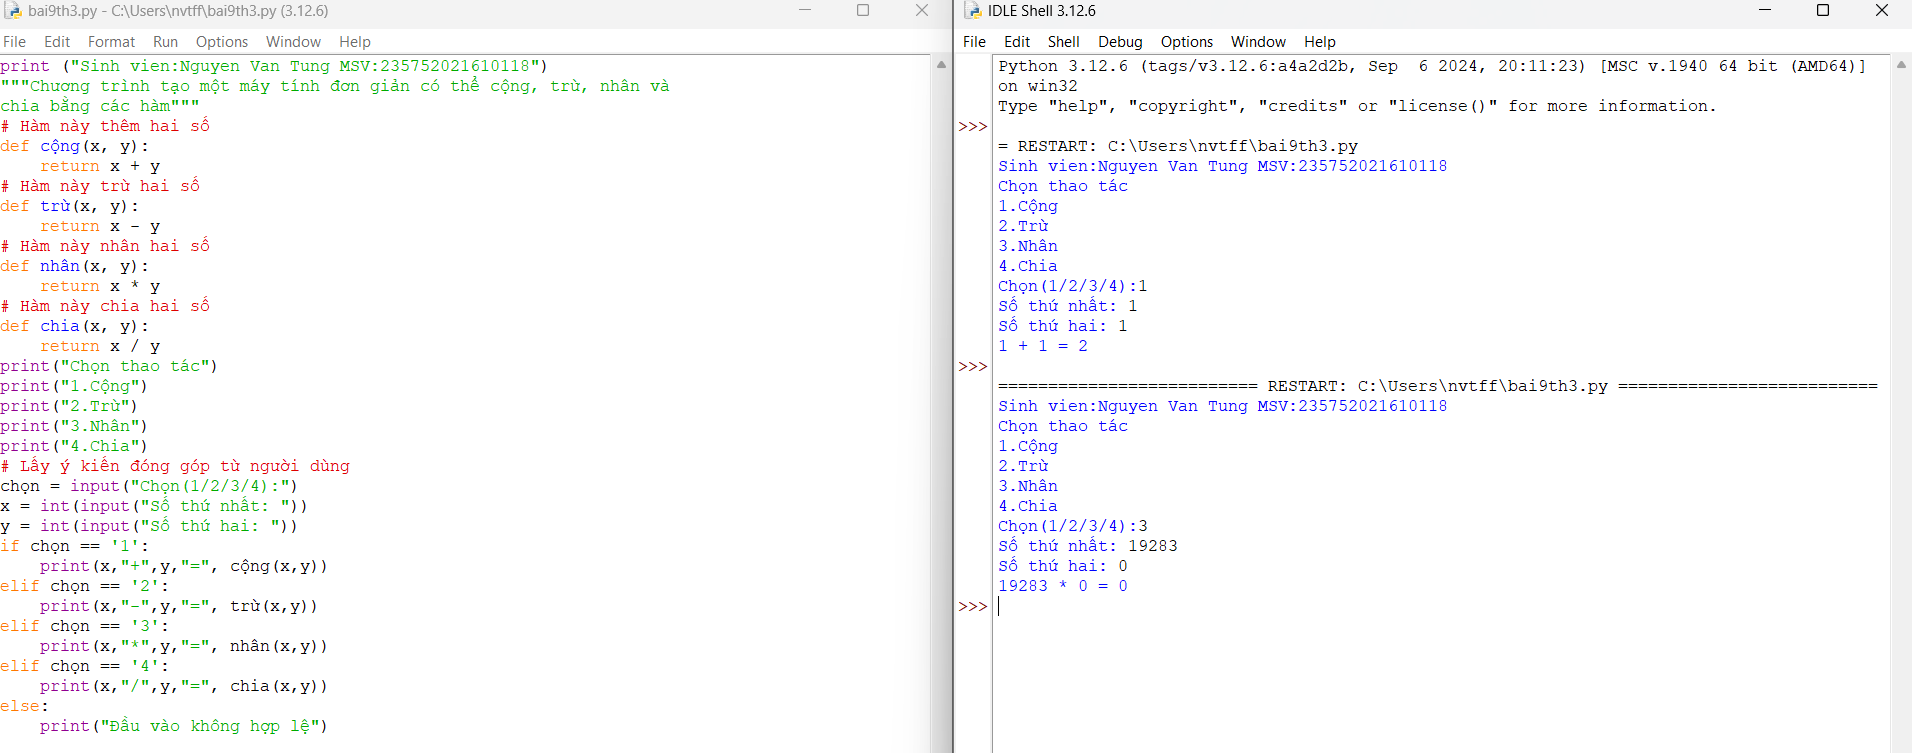 bai9th3.py - C:\Users\nvtff\bai9th3.py (3.12.6)
File Edit Format Run Options Window Help
print ("Sinh vien:Nguyen Van Tung MSV:235752021610118")
"""Chương trình tạo một máy tính đơn giản có thể cộng, trừ, nhân và
chia bằng các hàm"""
# Hàm này thêm hai số
def cộng(x, y):
    return x + y
# Hàm này trừ hai số
def trừ(x, y):
    return x - y
# Hàm này nhân hai số
def nhân(x, y):
    return x * y
# Hàm này chia hai số
def chia(x, y):
    return x / y
print("Chọn thao tác")
print("1.Cộng")
print("2.Trừ")
print("3.Nhân")
print("4.Chia")
# Lấy ý kiến đóng góp từ người dùng
chọn = input("Chọn(1/2/3/4):")
x = int(input("Số thứ nhất: "))
y = int(input("Số thứ hai: "))
if chọn == '1':
    print(x,"+",y,"=", cộng(x,y))
elif chọn == '2':
    print(x,"-",y,"=", trừ(x,y))
elif chọn == '3':
    print(x,"*",y,"=", nhân(x,y))
elif chọn == '4':
    print(x,"/",y,"=", chia(x,y))
else:
    print("Đầu vào không hợp lệ")
IDLE Shell 3.12.6
File Edit Shell Debug Options Window Help
Python 3.12.6 (tags/v3.12.6:a4a2d2b, Sep  6 2024, 20:11:23) [MSC v.1940 64 bit (AMD64)]
on win32
Type "help", "copyright", "credits" or "license()" for more information.
>>>
= RESTART: C:\Users\nvtff\bai9th3.py
Sinh vien:Nguyen Van Tung MSV:235752021610118
Chọn thao tác
1.Cộng
2.Trừ
3.Nhân
4.Chia
Chọn(1/2/3/4):1
Số thứ nhất: 1
Số thứ hai: 1
1 + 1 = 2
>>>
========================== RESTART: C:\Users\nvtff\bai9th3.py ==========================
Sinh vien:Nguyen Van Tung MSV:235752021610118
Chọn thao tác
1.Cộng
2.Trừ
3.Nhân
4.Chia
Chọn(1/2/3/4):3
Số thứ nhất: 19283
Số thứ hai: 0
19283 * 0 = 0
>>>